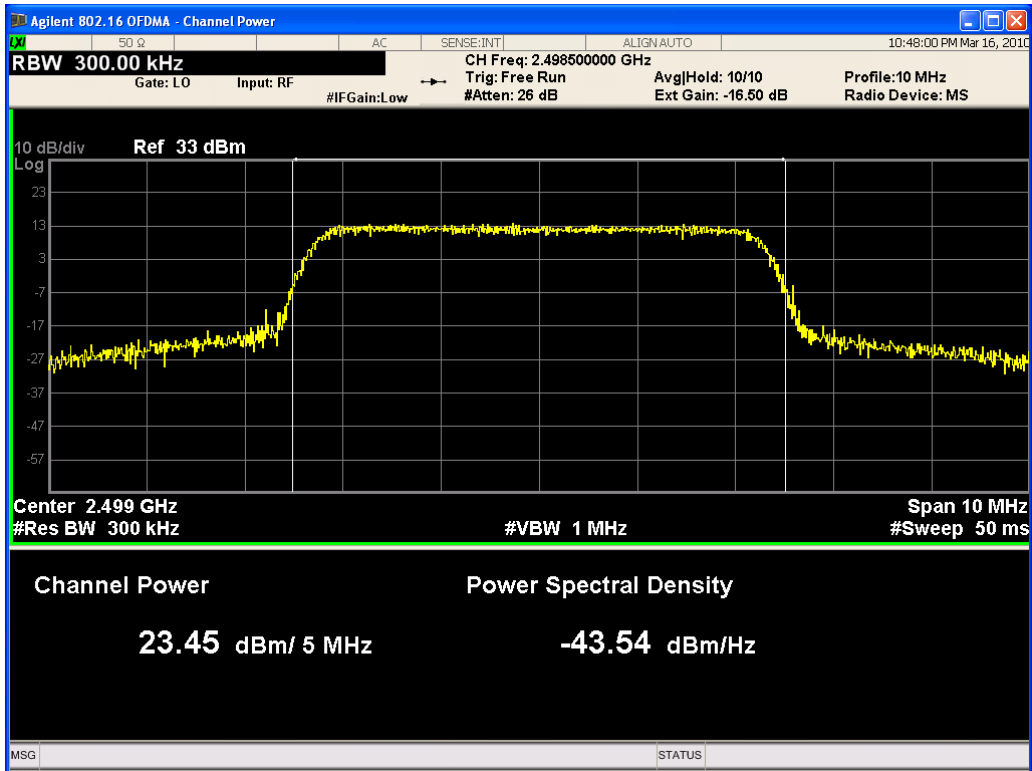 Agilent 802.16 OFDMA - Channel Power
LXI 50 Ω AC SENSE:INT ALIGN AUTO 10:48:00 PM Mar 16, 2010
RBW 300.00 kHz CH Freq: 2.498500000 GHz
Gate: LO Input: RF Trig: Free Run Avg|Hold: 10/10 Profile:10 MHz
#IFGain:Low #Atten: 26 dB Ext Gain: -16.50 dB Radio Device: MS
10 dB/div Ref 33 dBm
Log
23
13
3
-7
-17
-27
-37
-47
-57
Center 2.499 GHz Span 10 MHz
#Res BW 300 kHz #VBW 1 MHz #Sweep 50 ms
Channel Power Power Spectral Density
23.45 dBm/ 5 MHz -43.54 dBm/Hz
MSG STATUS